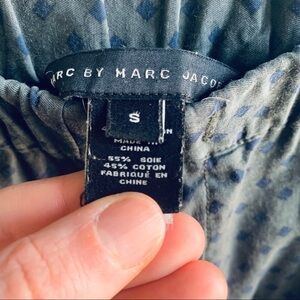 ARC BY MARC JACO
S
MADE IN
CHINA
55% SOIE
45% COTON
FABRIQUÉ EN
CHINE